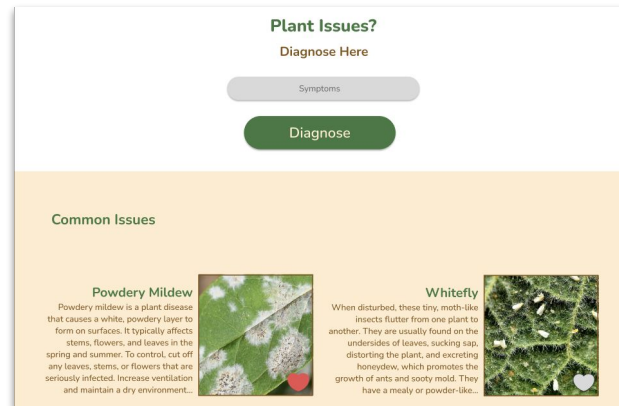 Plant Issues?
Diagnose Here
Symptoms
Diagnose
Common Issues
Powdery Mildew
Powdery mildew is a plant disease
that causes a white, powdery layer to
form on surfaces. It typically affects
stems, flowers, and leaves in the
spring and summer. To control, cut off
any leaves, stems, or flowers that are
seriously infected. Increase ventilation
and maintain a dry environment...
Whitefly
When disturbed, these tiny, moth-like
insects flutter from one plant to
another. They are usually found on the
undersides of leaves, sucking sap,
distorting the plant, and excreting
honeydew, which promotes the
growth of ants and sooty mold. They
have a mealy or powder-like...